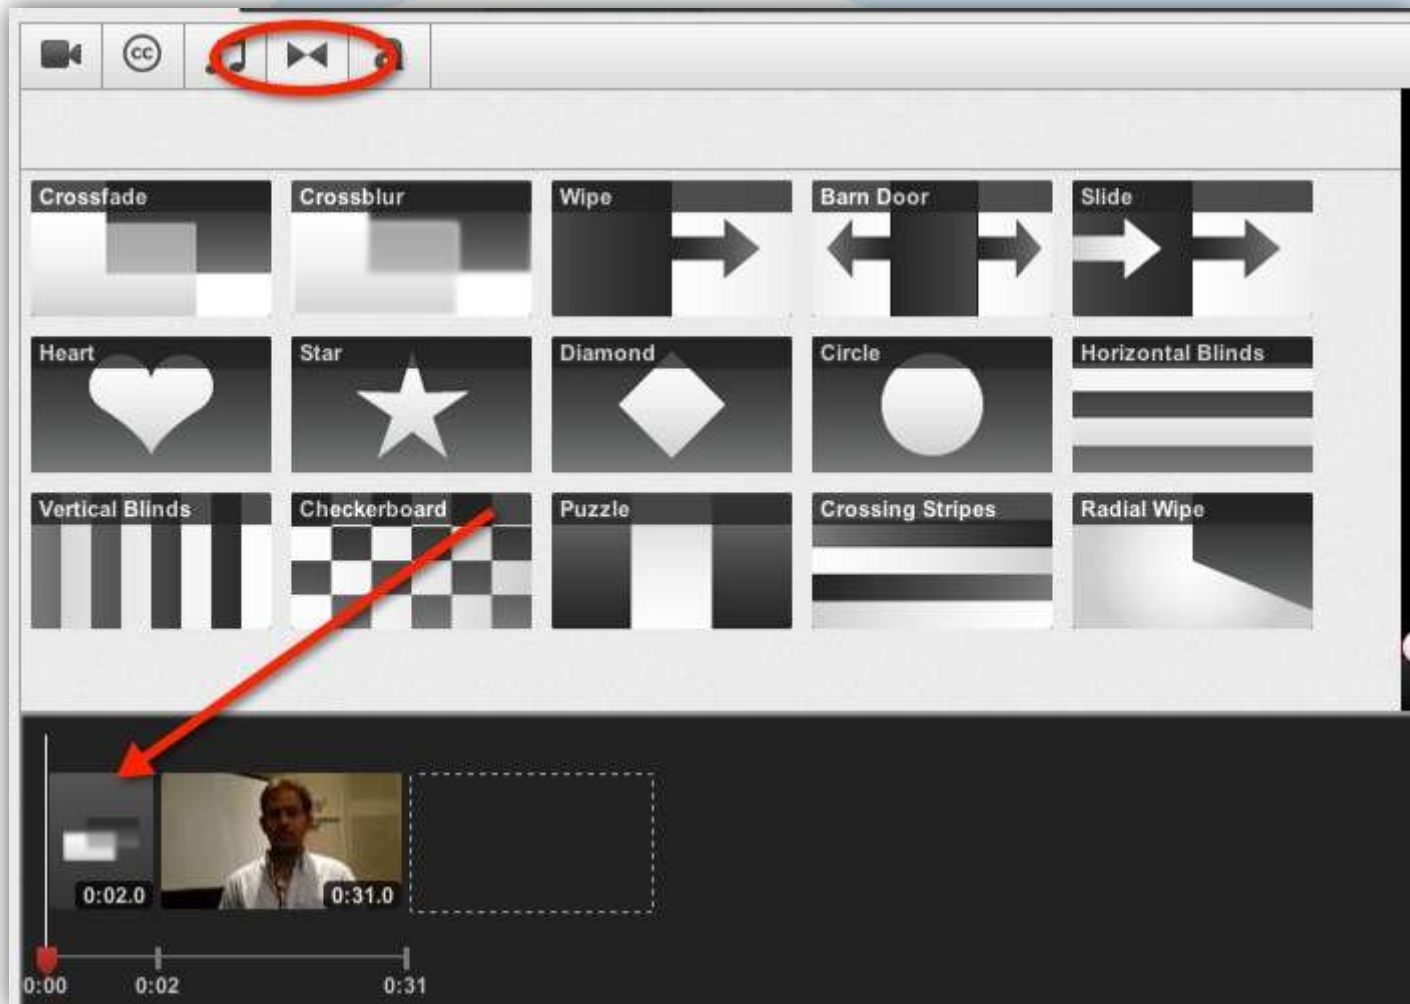 CC
a
Crossfade
Crossblur
Wipe
Barn Door
Slide
Heart
Star
Diamond
Circle
Horizontal Blinds
Vertical Blinds
Checkerboard
Puzzle
Crossing Stripes
Radial Wipe
0:02.0
0:31.0
0:00
0:02
0:31